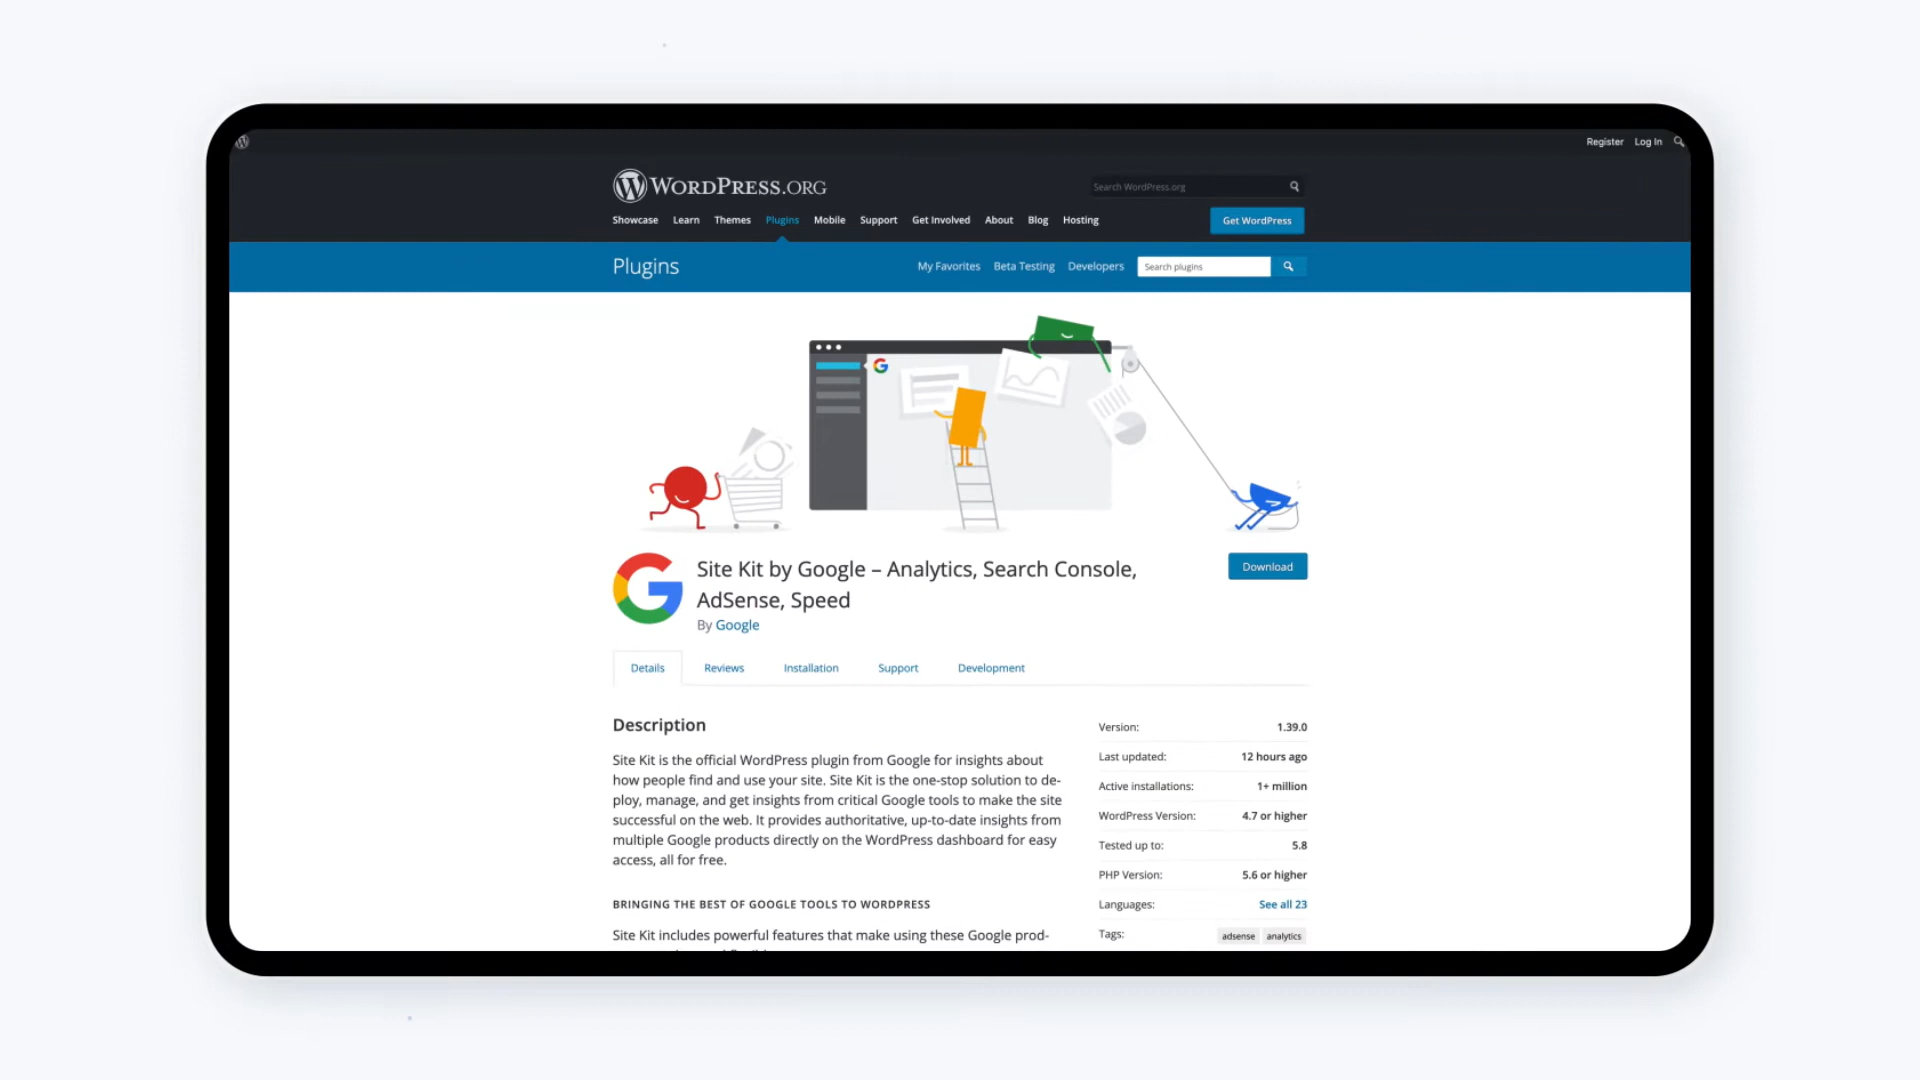 Register Log In
WORDPRESS.ORG
Search WordPress.org
Showcase Learn Themes Plugins Mobile Support Get Involved About Blog Hosting
Get WordPress
Plugins
My Favorites Beta Testing Developers
Search plugins
Site Kit by Google – Analytics, Search Console,
AdSense, Speed
By Google
Download
Details Reviews Installation Support Development
Description
Site Kit is the official WordPress plugin from Google for insights about
how people find and use your site. Site Kit is the one-stop solution to de-
ploy, manage, and get insights from critical Google tools to make the site
successful on the web. It provides authoritative, up-to-date insights from
multiple Google products directly on the WordPress dashboard for easy
access, all for free.
BRINGING THE BEST OF GOOGLE TOOLS TO WORDPRESS
Site Kit includes powerful features that make using these Google prod-
Version: 1.39.0
Last updated: 12 hours ago
Active installations: 1+ million
WordPress Version: 4.7 or higher
Tested up to: 5.8
PHP Version: 5.6 or higher
Languages: See all 23
Tags: adsense analytics